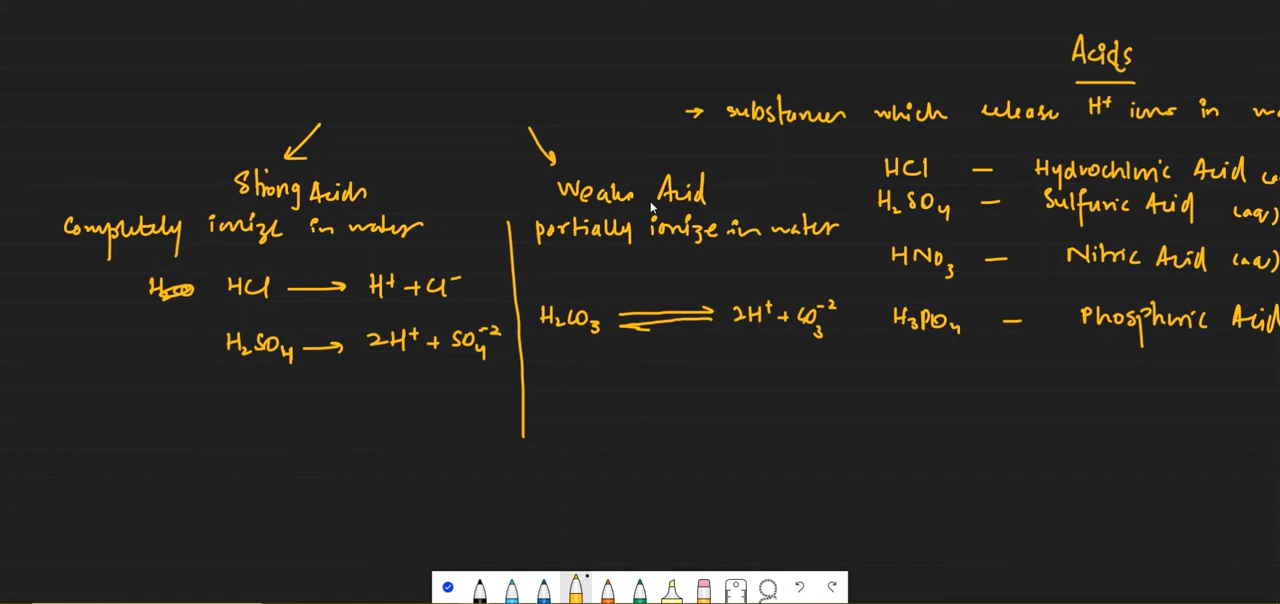 Acids
→ substances which release H⁺ ions in
HCl – Hydrochloric Acid
H₂SO₄ – Sulfuric Acid (aq)
HNO₃ – Nitric Acid (aq)
H₃PO₄ – Phosphoric Acid
Strong Acids
completely ionize in water
HCl ⟶ H⁺ + Cl⁻
H₂SO₄ ⟶ 2H⁺ + SO₄⁻²
Weak Acid
partially ionize in water
H₂CO₃ ⇌ 2H⁺ + CO₃⁻²